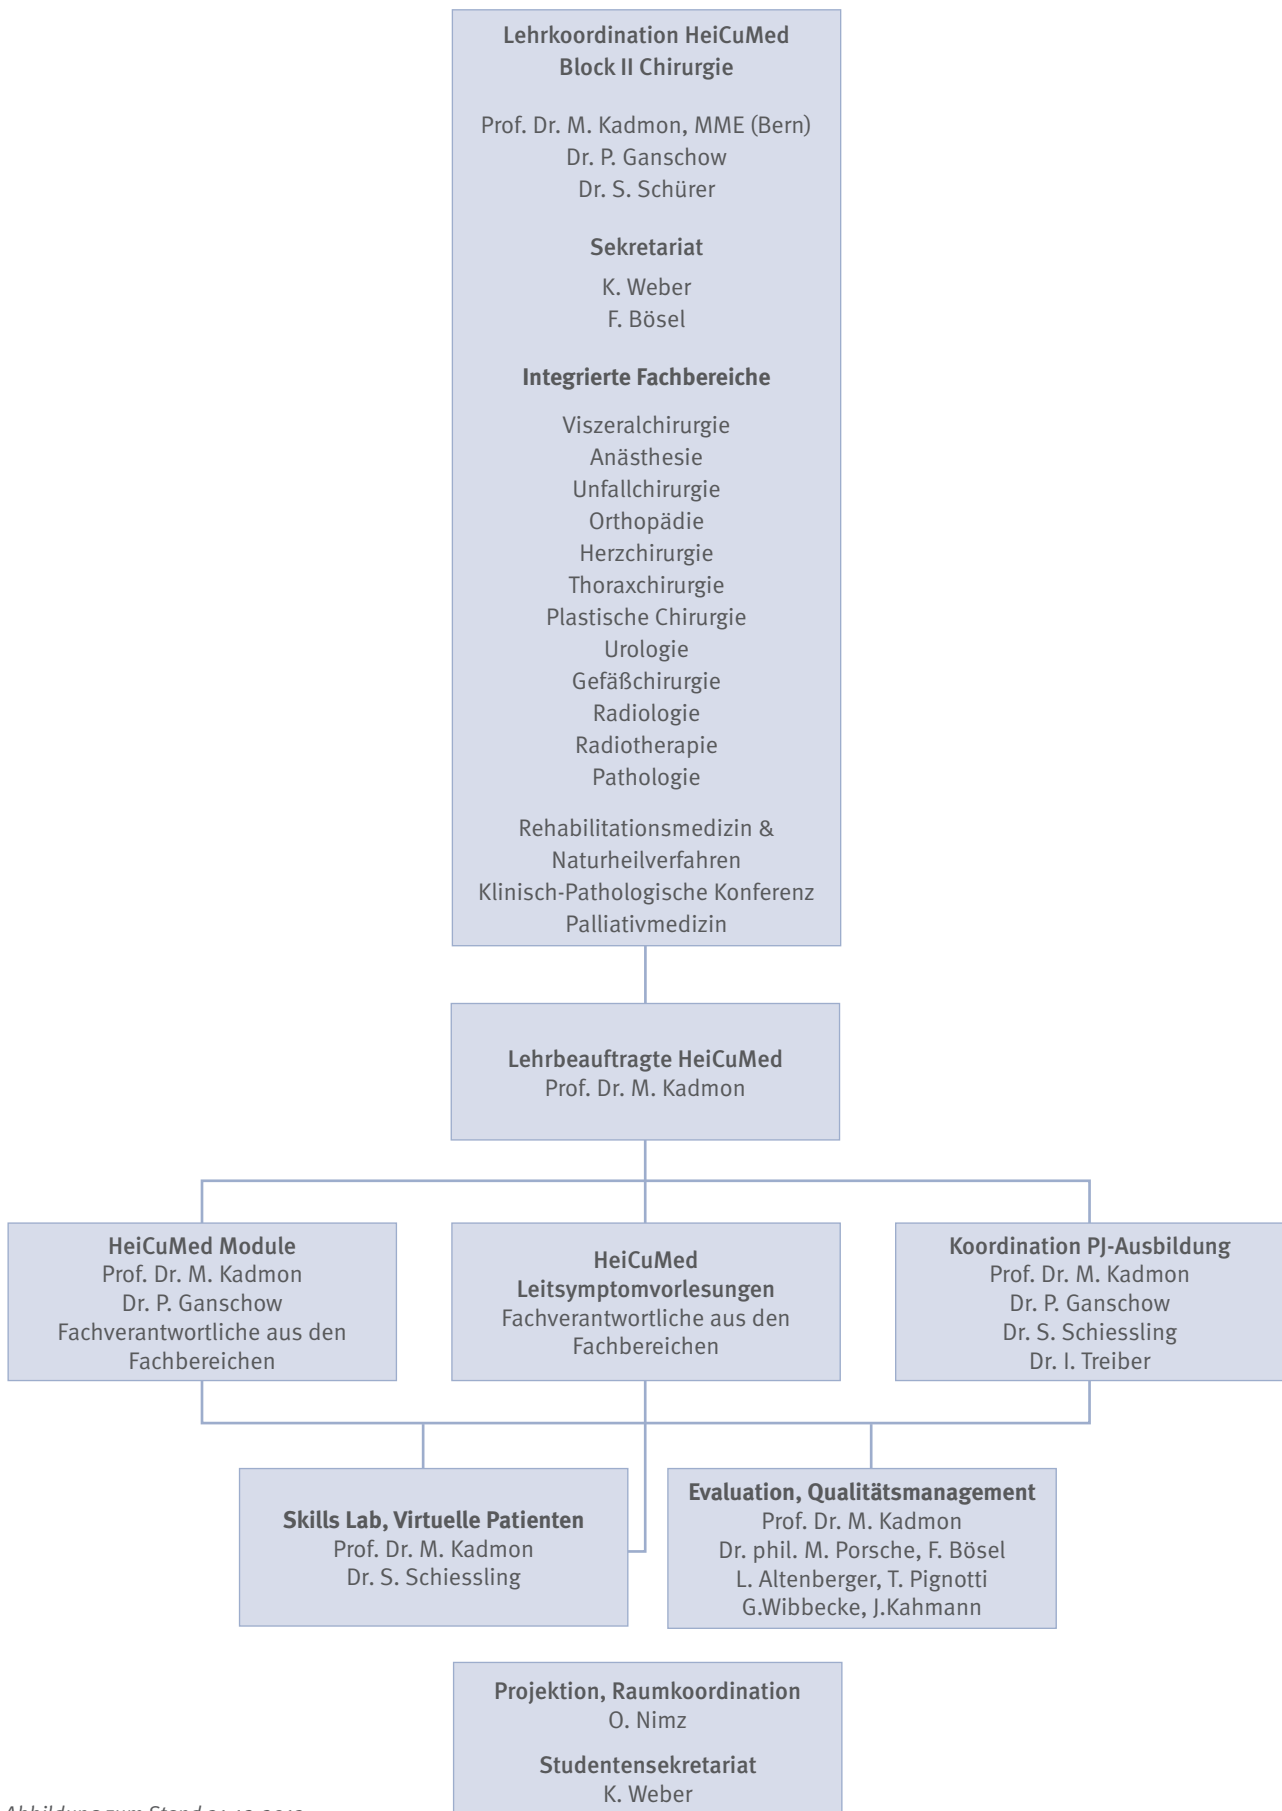 Lehrkoordination HeiCuMed
Block II Chirurgie
Prof. Dr. M. Kadmon, MME (Bern)
Dr. P. Ganschow
Dr. S. Schürer
Sekretariat
K. Weber
F. Bösel
Integrierte Fachbereiche
Viszeralchirurgie
Anästhesie
Unfallchirurgie
Orthopädie
Herzchirurgie
Thoraxchirurgie
Plastische Chirurgie
Urologie
Gefäßchirurgie
Radiologie
Radiotherapie
Pathologie
Rehabilitationsmedizin &
Naturheilverfahren
Klinisch-Pathologische Konferenz
Palliativmedizin
Lehrbeauftragte HeiCuMed
Prof. Dr. M. Kadmon
HeiCuMed Module
Prof. Dr. M. Kadmon
Dr. P. Ganschow
Fachverantwortliche aus den
Fachbereichen
HeiCuMed
Leitsymptomvorlesungen
Fachverantwortliche aus den
Fachbereichen
Koordination PJ-Ausbildung
Prof. Dr. M. Kadmon
Dr. P. Ganschow
Dr. S. Schiessling
Dr. I. Treiber
Skills Lab, Virtuelle Patienten
Prof. Dr. M. Kadmon
Dr. S. Schiessling
Evaluation, Qualitätsmanagement
Prof. Dr. M. Kadmon
Dr. phil. M. Porsche, F. Bösel
L. Altenberger, T. Pignotti
G.Wibbecke, J.Kahmann
Projektion, Raumkoordination
O. Nimz
Studentensekretariat
K. Weber
Abbildung zum Stand